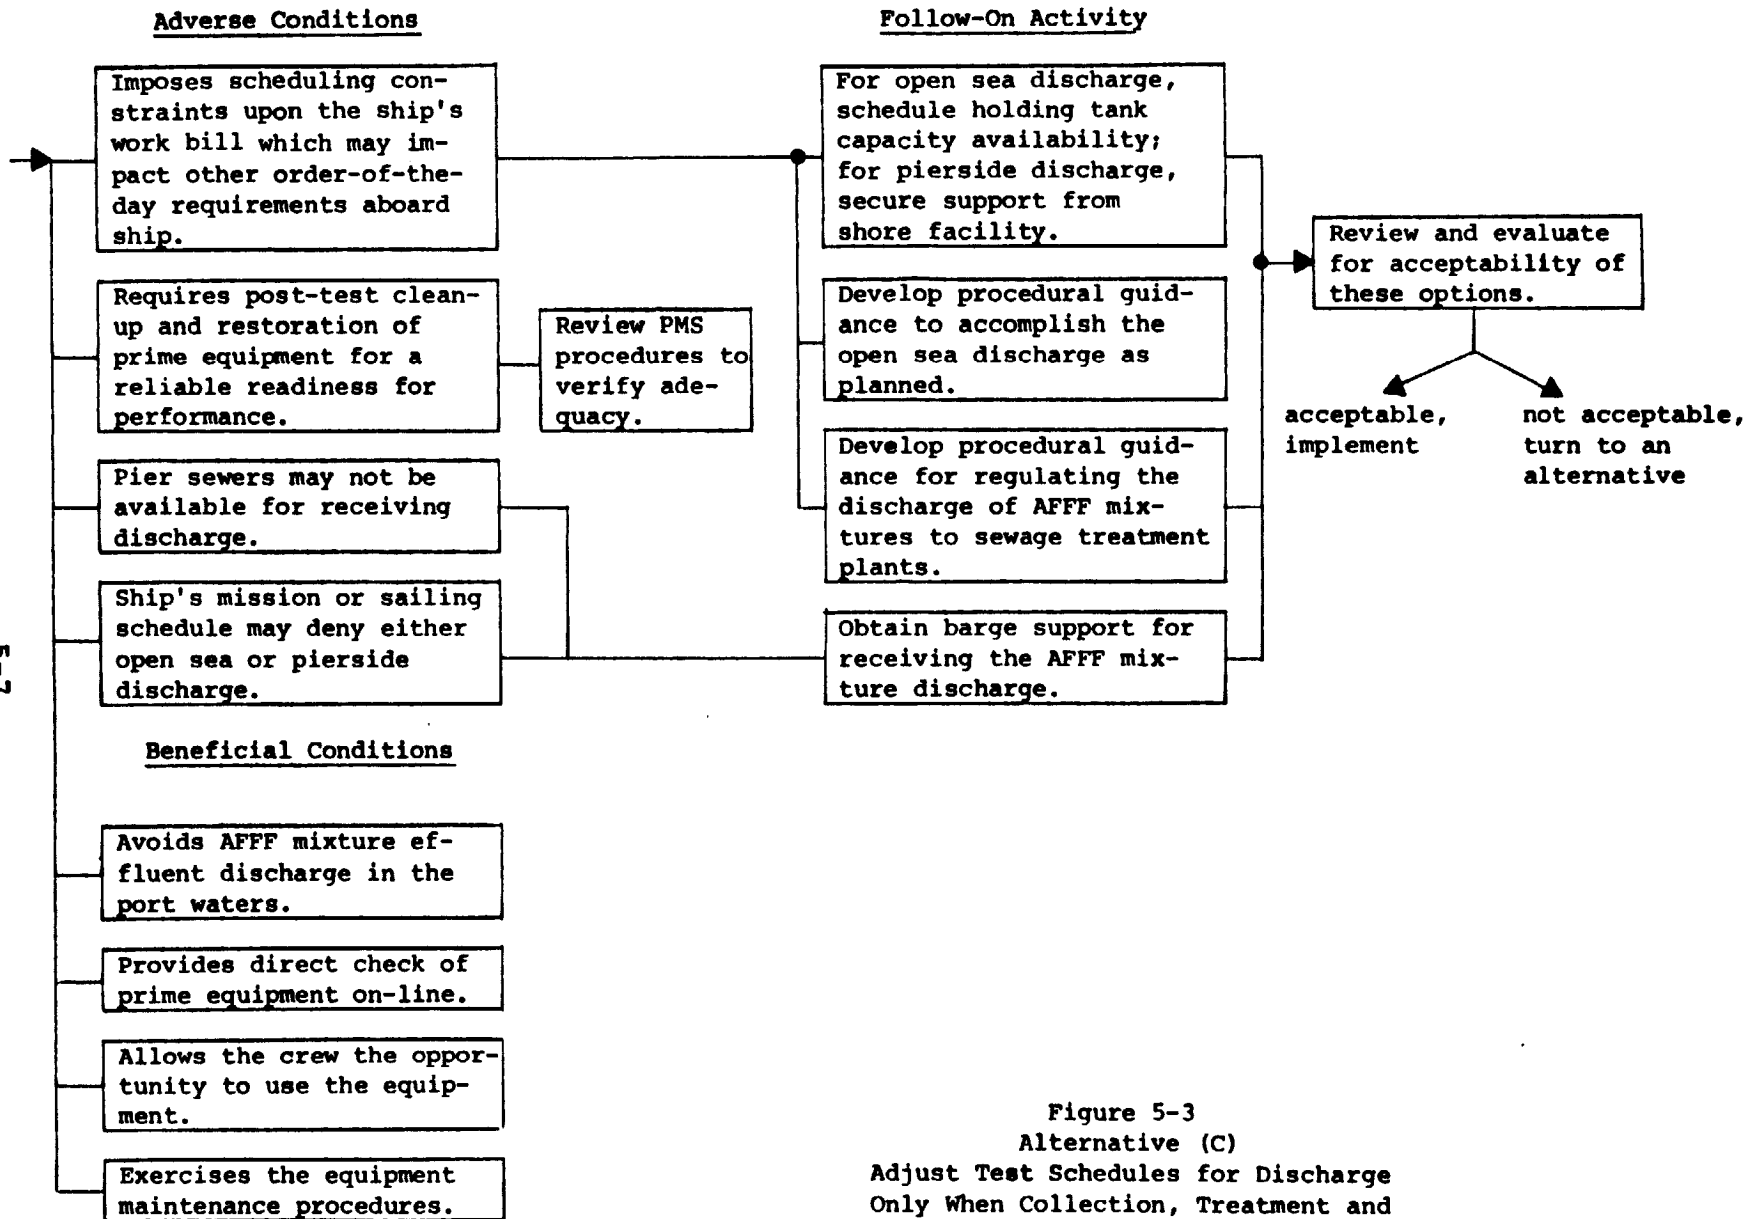 Adverse Conditions
Imposes scheduling con-
straints upon the ship's
work bill which may im-
pact other order-of-the-
day requirements aboard
ship.
Requires post-test clean-
up and restoration of
prime equipment for a
reliable readiness for
performance.
Review PMS
procedures to
verify ade-
quacy.
Pier sewers may not be
available for receiving
discharge.
Ship's mission or sailing
schedule may deny either
open sea or pierside
discharge.
Beneficial Conditions
Avoids AFFF mixture ef-
fluent discharge in the
port waters.
Provides direct check of
prime equipment on-line.
Allows the crew the oppor-
tunity to use the equip-
ment.
Exercises the equipment
maintenance procedures.
Follow-On Activity
For open sea discharge,
schedule holding tank
capacity availability;
for pierside discharge,
secure support from
shore facility.
Develop procedural guid-
ance to accomplish the
open sea discharge as
planned.
Develop procedural guid-
ance for regulating the
discharge of AFFF mix-
tures to sewage treatment
plants.
Obtain barge support for
receiving the AFFF mix-
ture discharge.
Review and evaluate
for acceptability of
these options.
acceptable,
implement
not acceptable,
turn to an
alternative
Figure 5-3
Alternative (C)
Adjust Test Schedules for Discharge
Only When Collection, Treatment and